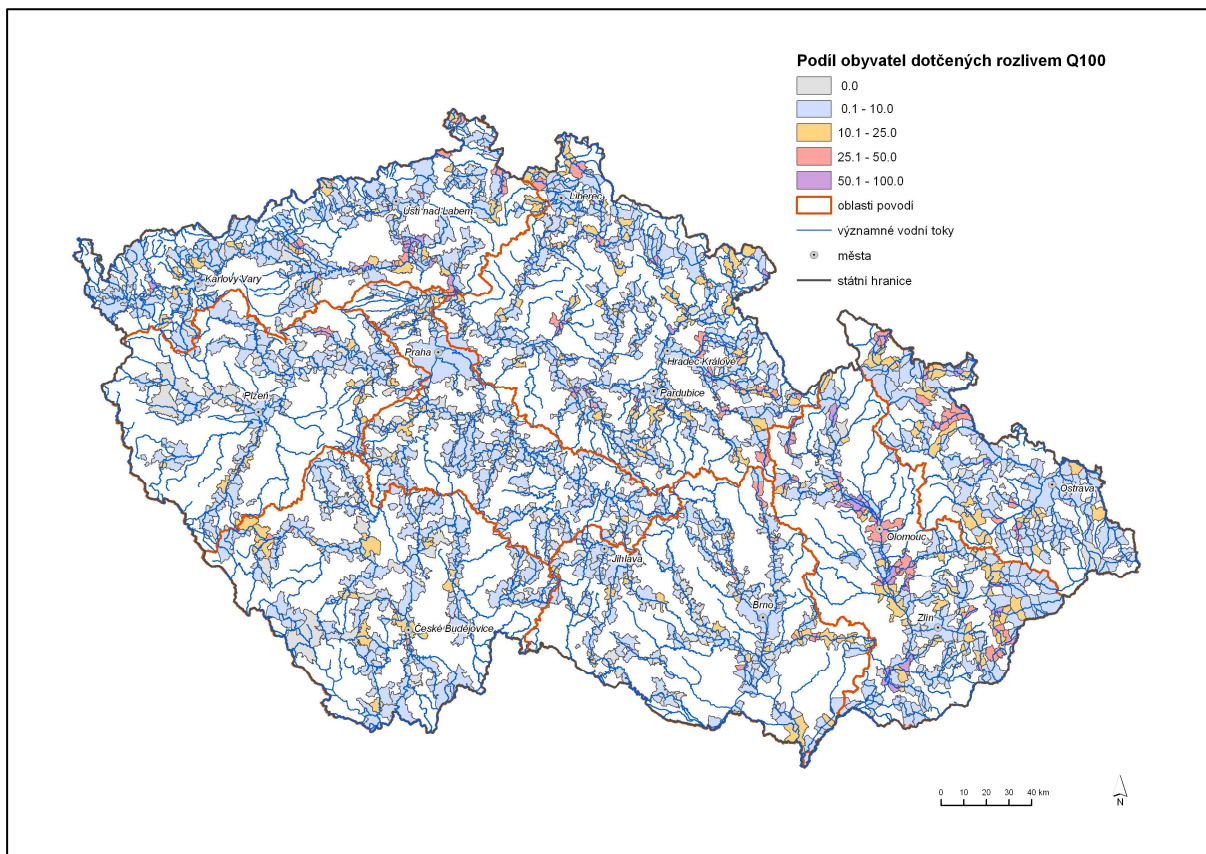 Podíl obyvatel dotčených rozlivem Q100
0.0
0.1 - 10.0
10.1 - 25.0
25.1 - 50.0
50.1 - 100.0
oblasti povodí
významné vodní toky
města
státní hranice
Liberec
Ústí nad Labem
Karlovy Vary
Praha
Hradec Králové
Pardubice
Plzeň
Ostrava
Olomouc
Jihlava
Brno
Zlín
České Budějovice
0 10 20 30 40 km
N